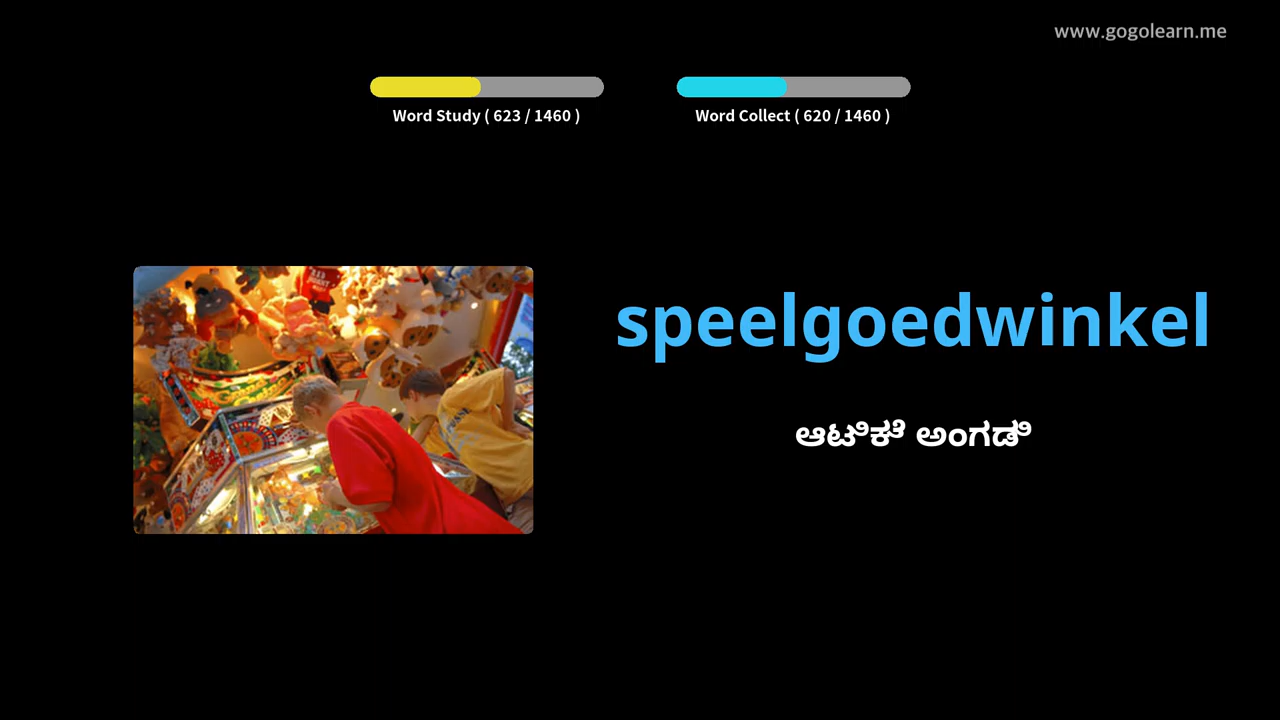 www.gogolearn.me
Word Study ( 623 / 1460 )
Word Collect ( 620 / 1460 )
speelgoedwinkel
ಆಟಿಕೆ ಅಂಗಡಿ